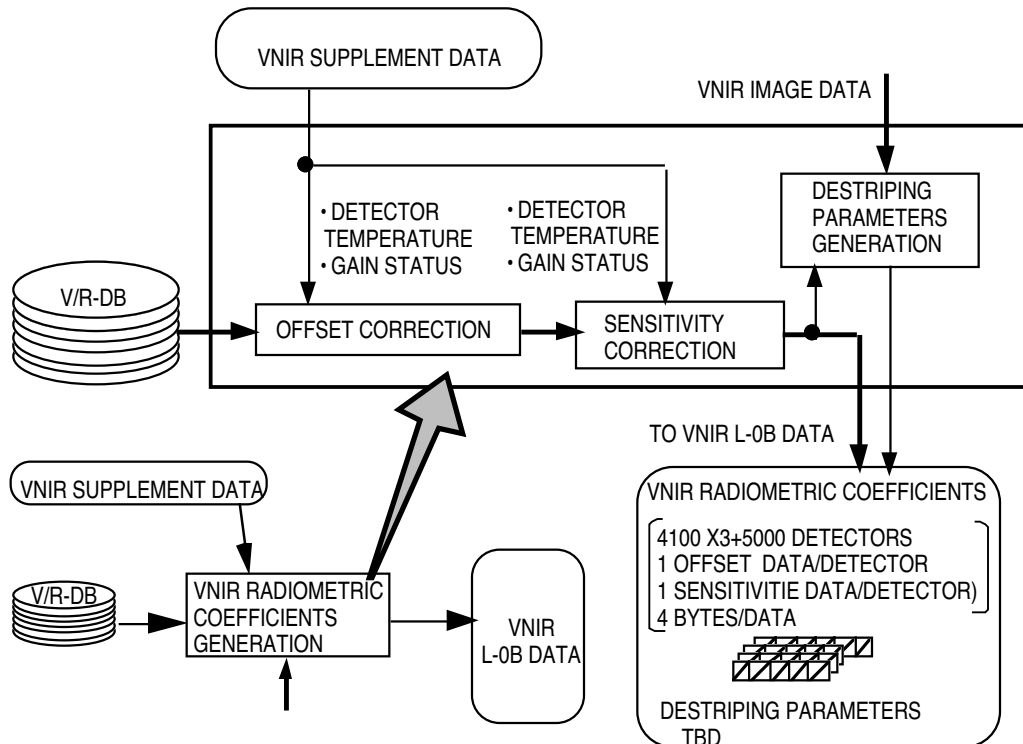 VNIR SUPPLEMENT DATA
VNIR IMAGE DATA
• DETECTOR
TEMPERATURE
• GAIN STATUS
• DETECTOR
TEMPERATURE
• GAIN STATUS
DESTRIPING
PARAMETERS
GENERATION
V/R-DB
OFFSET CORRECTION
SENSITIVITY
CORRECTION
TO VNIR L-0B DATA
VNIR SUPPLEMENT DATA
V/R-DB
VNIR RADIOMETRIC
COEFFICIENTS
GENERATION
VNIR
L-0B DATA
VNIR RADIOMETRIC COEFFICIENTS
4100 X3+5000 DETECTORS
1 OFFSET DATA/DETECTOR
1 SENSITIVITIE DATA/DETECTOR)
4 BYTES/DATA
DESTRIPING PARAMETERS
TBD